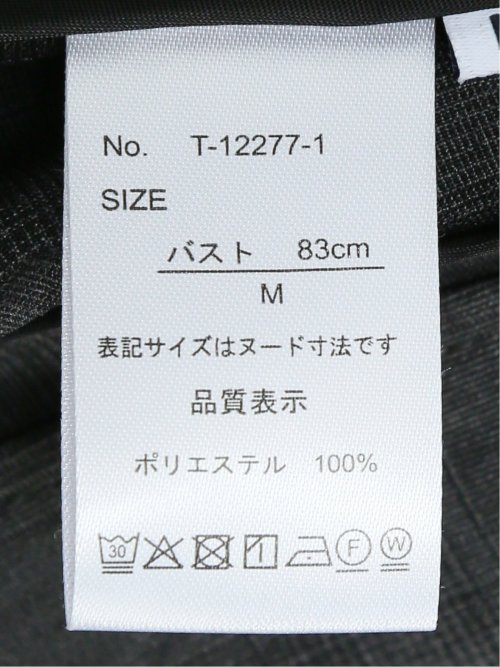 No. T-12277-1
SIZE
バスト 83cm
M
表記サイズはヌード寸法です
品質表示
ポリエステル 100%
30 F W